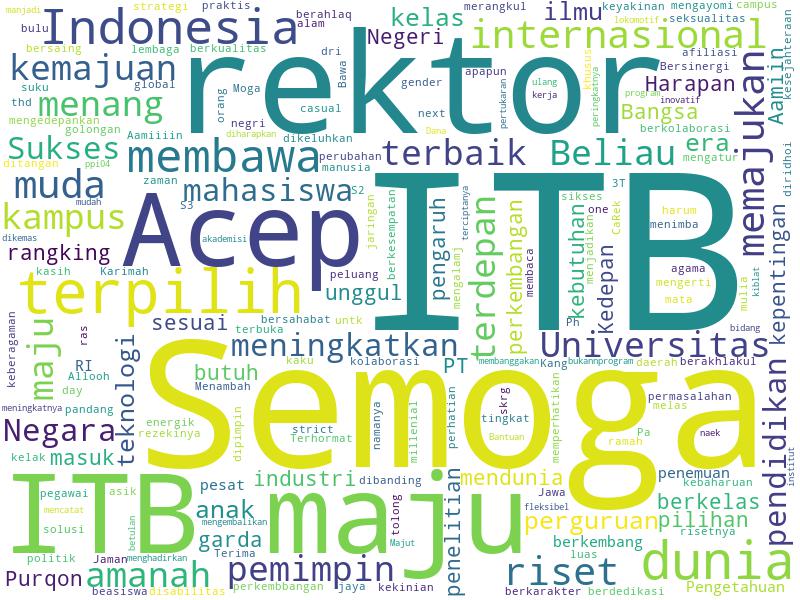 manjadi
strategi
praktis
berahlaq
merangkul
keyakinan
mengayomi
campus
bulu
Indonesia
alam
kelas
ilmu
seksualitas
lokomotif
bersaing
lembaga
berkualitas
dri
Negeri
internasional
afiliasi
kemajuan
rektor
Bersinergi
suku
global
Bawa
gender
apapun
khusus
ulang
program
Harapan
memajukan
Aamiin
kesejahteraan
thd
menang
orang
Moga
casual
pertukaran
kerja
peringkatnya
inovatif
Bangsa
mengedepankan
negri
next
golongan
Aamiiiin
diharapkan
dikeluhkan
Dana
berkolaborasi
Sukses
membawa
perubahan
terbaik
Beliau
era
mengatur
ditangan
ppi04
zaman
manusia
diridhoi
muda
mahasiswa
S2
ITB
3T
mudah
S3
Acep
jaringan
berkesempatan
pengaruh
terciptanya
terdepan
sikses
one
CaRek
harum
kampus
perkembangan
kebutuhan
menjadikan
menimba
dikemas
akademisi
mengalamj
membaca
Kedepan
kepentingan
rangking
agama
kiblat
kasih
Karimah
peluang
mengerti
terpilih
unggul
mata
mulia
sesuai
bersahabat
untk
Ph
bidang
keberagaman
maju
ras
terbuka
teknologi
meningkatkan
Universitas
RI
kaku
kolaborasi
PT
membanggakan
Kang
bukannprogram
daerah
berakhlakul
Allooh
butuh
day
Menambah
Semoga
meningkatnya
pandang
energik
namanya
millenial
perhatian
skrg
memperhatikan
permasalahan
melas
rezekinya
dipimpin
strict
Terhormat
tingkat
Bantuan
Pa
ramah
naek
Negara
pendidikan
institut
kelak
masuk
industri
dibanding
mendunia
penemuan
kebaharuan
ITB
maju
pegawai
asik
pesat
anak
Jawa
fleksibel
mencatat
mengembalikan
tolong
penelitian
perguruan
pilihan
berkelas
solusi
betulan
garda
risetnya
politik
Jaman
menghadirkan
Terima
Majut
berkembang
luas
dunia
Purqon
amanah
pemimpin
riset
beasiswa
disabilitas
perkembbangan
jaya
kekinian
berkarakter
berdedikasi
Pengetahuan